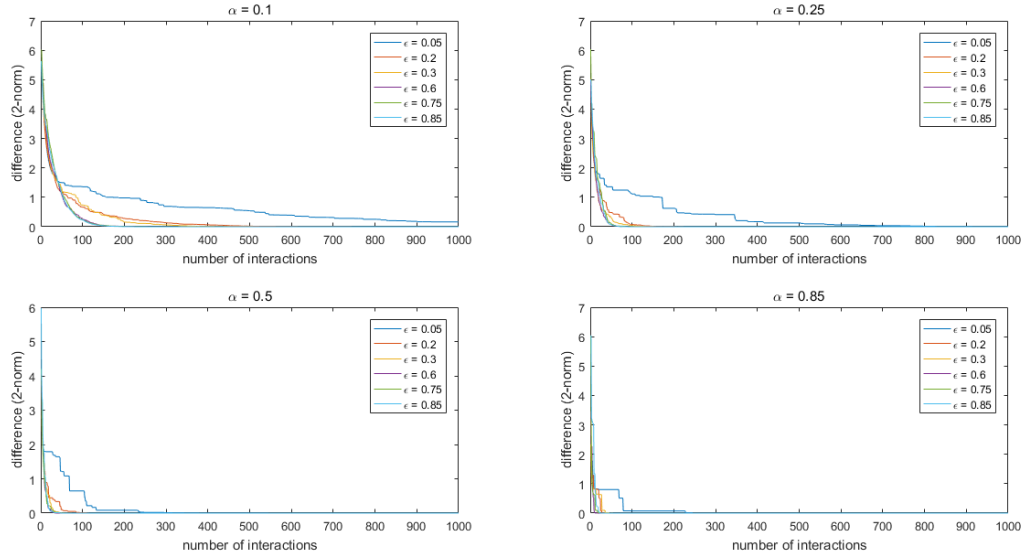 α = 0.1
7
6
5
4
3
2
1
0
difference (2-norm)
0 100 200 300 400 500 600 700 800 900 1000
number of interactions
ϵ = 0.05
ϵ = 0.2
ϵ = 0.3
ϵ = 0.6
ϵ = 0.75
ϵ = 0.85
α = 0.25
7
6
5
4
3
2
1
0
difference (2-norm)
0 100 200 300 400 500 600 700 800 900 1000
number of interactions
ϵ = 0.05
ϵ = 0.2
ϵ = 0.3
ϵ = 0.6
ϵ = 0.75
ϵ = 0.85
α = 0.5
6
5
4
3
2
1
0
difference (2-norm)
0 100 200 300 400 500 600 700 800 900 1000
number of interactions
ϵ = 0.05
ϵ = 0.2
ϵ = 0.3
ϵ = 0.6
ϵ = 0.75
ϵ = 0.85
α = 0.85
7
6
5
4
3
2
1
0
difference (2-norm)
0 100 200 300 400 500 600 700 800 900 1000
number of interactions
ϵ = 0.05
ϵ = 0.2
ϵ = 0.3
ϵ = 0.6
ϵ = 0.75
ϵ = 0.85